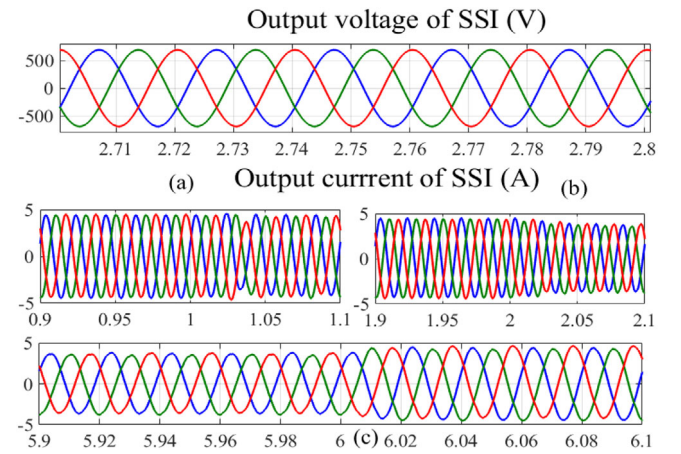 Output voltage of SSI (V)
500
0
-500
2.71 2.72 2.73 2.74 2.75 2.76 2.77 2.78 2.79 2.8
(a) Output currrent of SSI (A) (b)
5
0
-5
0.9 0.95 1 1.05 1.1
5
0
-5
1.9 1.95 2 2.05 2.1
5
0
-5
5.9 5.92 5.94 5.96 5.98 6 6.02 6.04 6.06 6.08 6.1
(c)